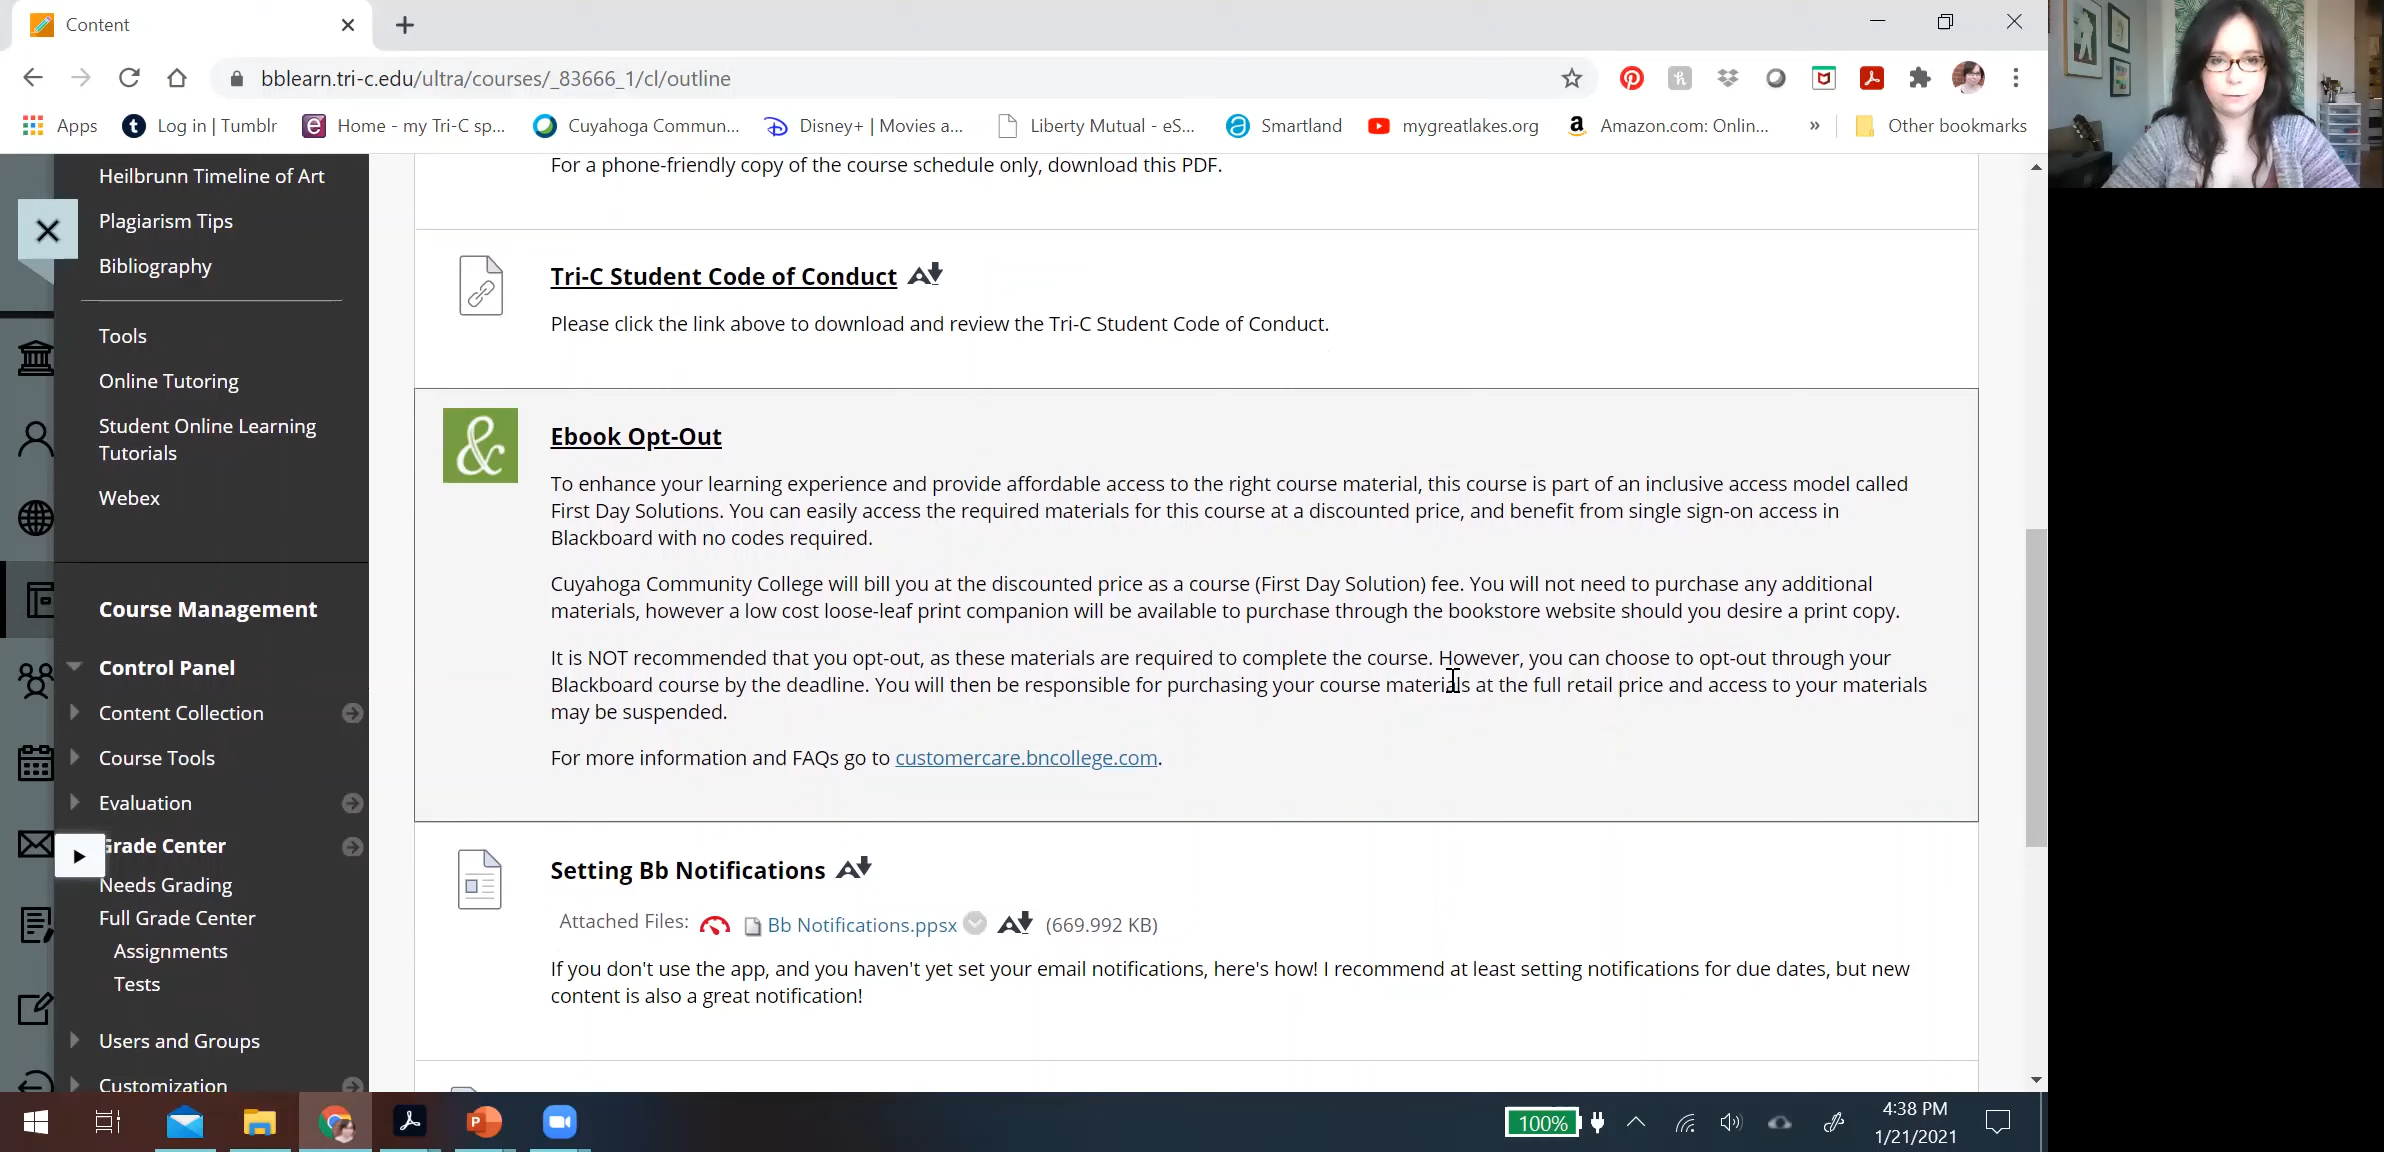 Content
bblearn.tri-c.edu/ultra/courses/_83666_1/cl/outline
Apps
Log in | Tumblr
Home - my Tri-C sp...
Cuyahoga Commun...
Disney+ | Movies a...
Liberty Mutual - eS...
Smartland
mygreatlakes.org
Amazon.com: Onlin...
»
Other bookmarks
Heilbrunn Timeline of Art
Plagiarism Tips
Bibliography
Tools
Online Tutoring
Student Online Learning
Tutorials
Webex
Course Management
Control Panel
Content Collection
Course Tools
Evaluation
Grade Center
Needs Grading
Full Grade Center
Assignments
Tests
Users and Groups
Customization
For a phone-friendly copy of the course schedule only, download this PDF.
Tri-C Student Code of Conduct
Please click the link above to download and review the Tri-C Student Code of Conduct.
&
Ebook Opt-Out
To enhance your learning experience and provide affordable access to the right course material, this course is part of an inclusive access model called
First Day Solutions. You can easily access the required materials for this course at a discounted price, and benefit from single sign-on access in
Blackboard with no codes required.
Cuyahoga Community College will bill you at the discounted price as a course (First Day Solution) fee. You will not need to purchase any additional
materials, however a low cost loose-leaf print companion will be available to purchase through the bookstore website should you desire a print copy.
It is NOT recommended that you opt-out, as these materials are required to complete the course. However, you can choose to opt-out through your
Blackboard course by the deadline. You will then be responsible for purchasing your course materials at the full retail price and access to your materials
may be suspended.
For more information and FAQs go to customercare.bncollege.com.
Setting Bb Notifications
Attached Files: Bb Notifications.ppsx (669.992 KB)
If you don't use the app, and you haven't yet set your email notifications, here's how! I recommend at least setting notifications for due dates, but new
content is also a great notification!
100%
4:38 PM
1/21/2021